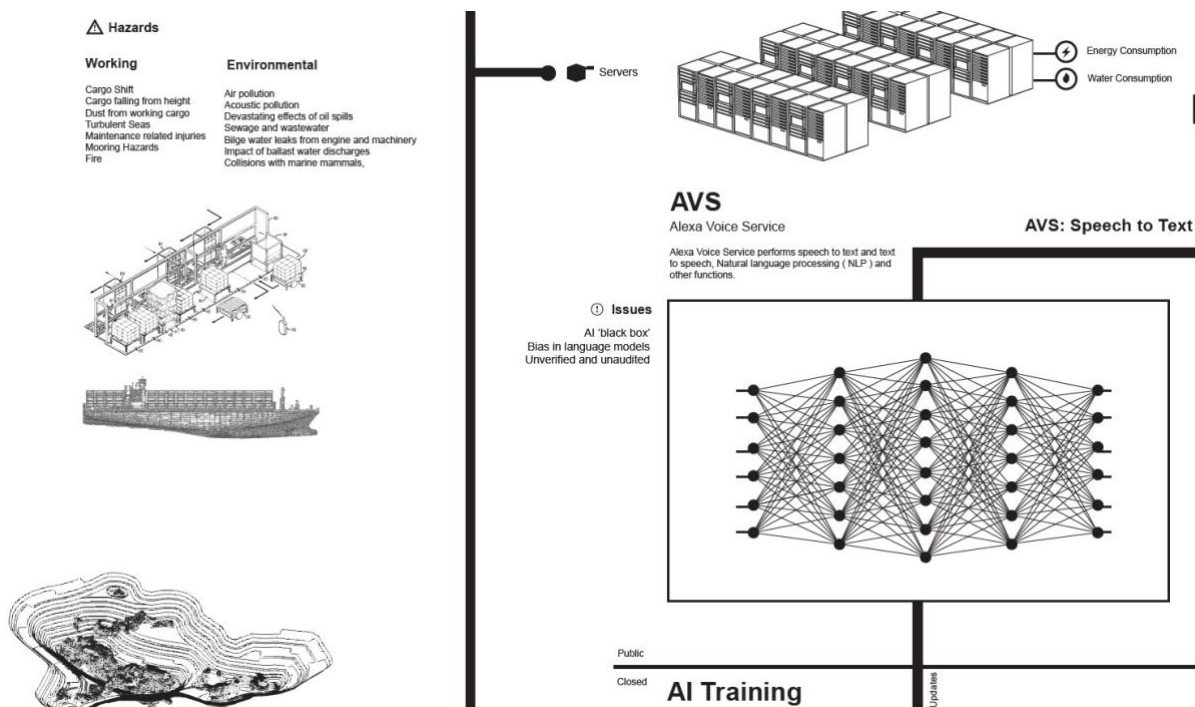 Hazards
Working
Cargo Shift
Cargo falling from height
Dust from working cargo
Turbulent Seas
Maintenance related injuries
Mooring Hazards
Fire
Environmental
Air pollution
Acoustic pollution
Devastating effects of oil spills
Sewage and wastewater
Bilge water leaks from engine and machinery
Impact of ballast water discharges
Collisions with marine mammals,
Servers
Energy Consumption
Water Consumption
AVS
Alexa Voice Service
Alexa Voice Service performs speech to text and text
to speech, Natural language processing ( NLP ) and
other functions.
AVS: Speech to Text
Issues
AI 'black box'
Bias in language models
Unverified and unaudited
Public
Closed
AI Training
Updates